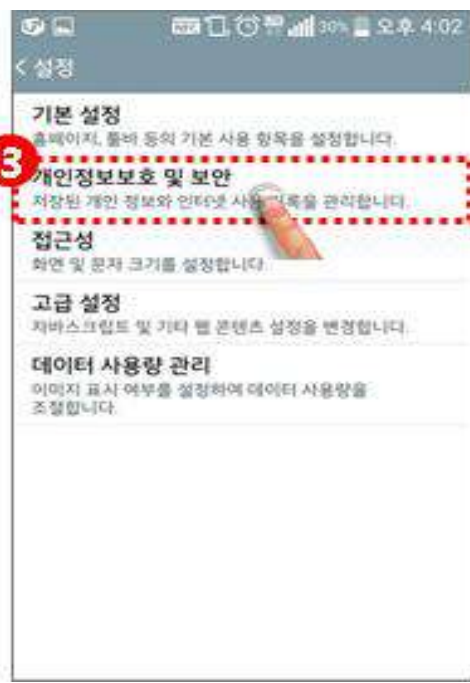 30% 오후 4:02
< 설정
기본 설정
홈페이지, 툴바 등의 기본 사용 항목을 설정합니다.
3
개인정보보호 및 보안
저장된 개인 정보와 인터넷 사용 기록을 관리합니다.
접근성
화면 및 문자 크기를 설정합니다.
고급 설정
자바스크립트 및 기타 웹 콘텐츠 설정을 변경합니다.
데이터 사용량 관리
이미지 표시 여부를 설정하여 데이터 사용량을
조절합니다.